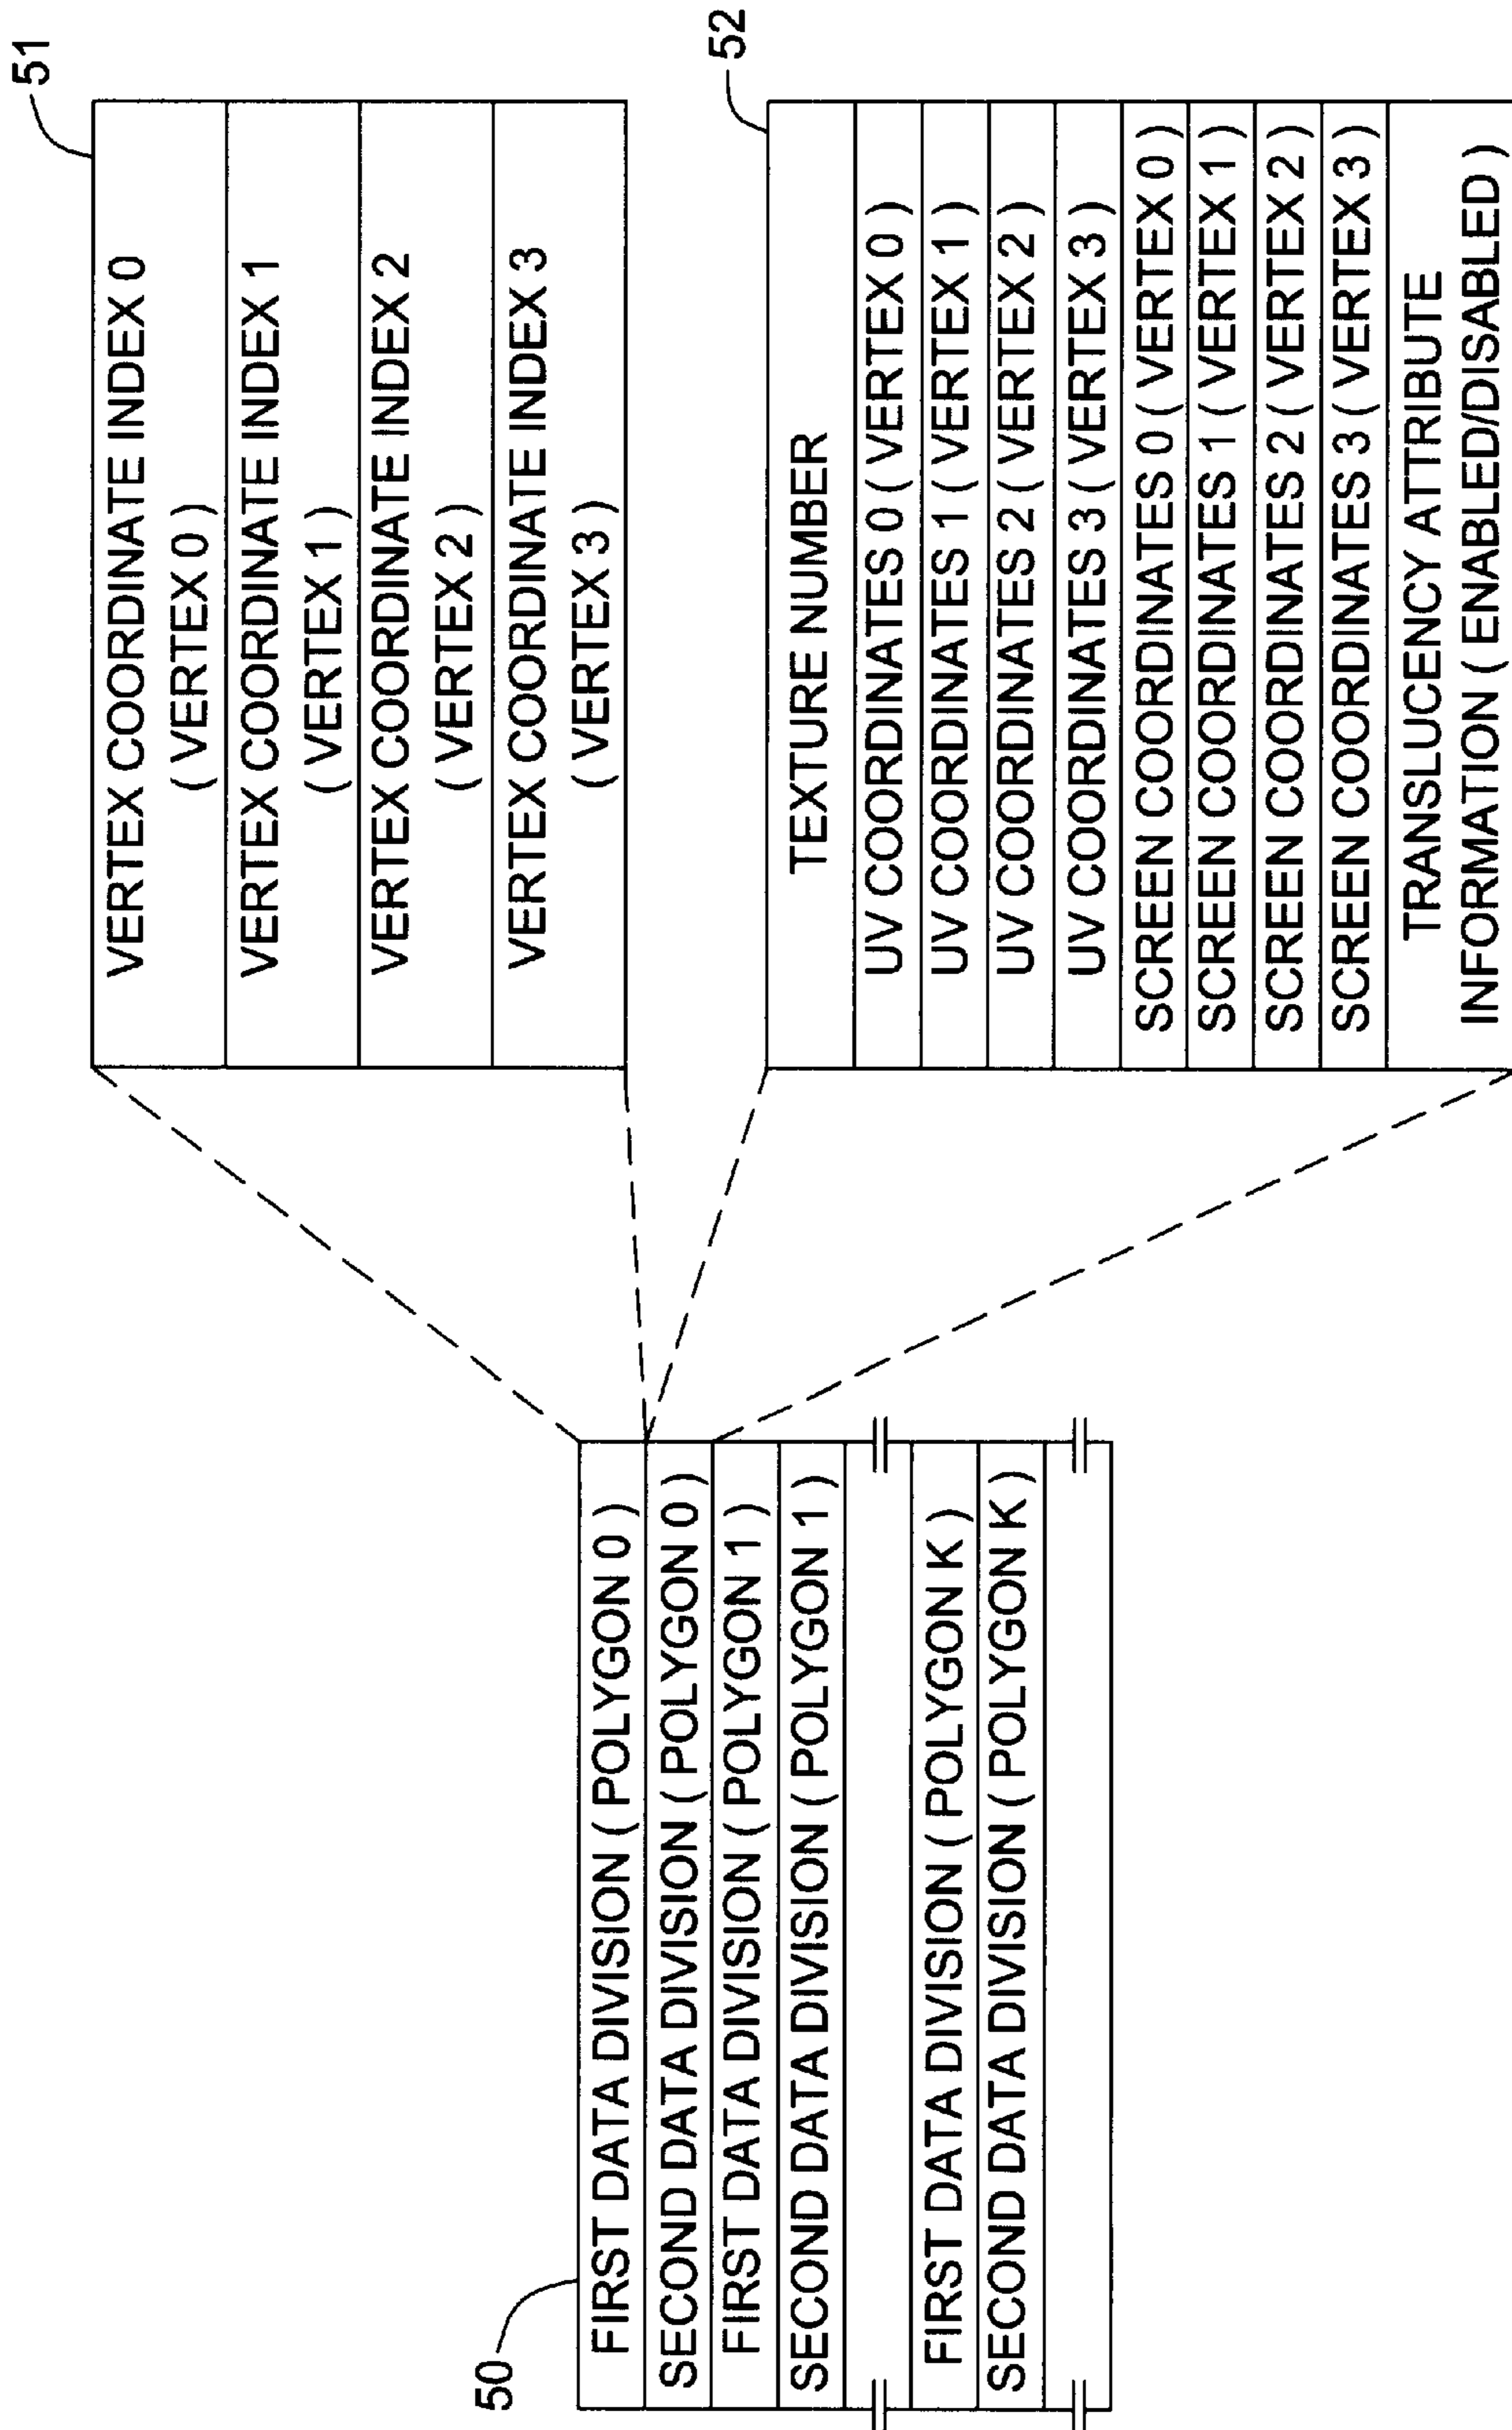 50
FIRST DATA DIVISION ( POLYGON 0 )
SECOND DATA DIVISION ( POLYGON 0 )
FIRST DATA DIVISION ( POLYGON 1 )
SECOND DATA DIVISION ( POLYGON 1 )
FIRST DATA DIVISION ( POLYGON K )
SECOND DATA DIVISION ( POLYGON K )
51
VERTEX COORDINATE INDEX 0
( VERTEX 0 )
VERTEX COORDINATE INDEX 1
( VERTEX 1 )
VERTEX COORDINATE INDEX 2
( VERTEX 2 )
VERTEX COORDINATE INDEX 3
( VERTEX 3 )
52
TEXTURE NUMBER
UV COORDINATES 0 ( VERTEX 0 )
UV COORDINATES 1 ( VERTEX 1 )
UV COORDINATES 2 ( VERTEX 2 )
UV COORDINATES 3 ( VERTEX 3 )
SCREEN COORDINATES 0 ( VERTEX 0 )
SCREEN COORDINATES 1 ( VERTEX 1 )
SCREEN COORDINATES 2 ( VERTEX 2 )
SCREEN COORDINATES 3 ( VERTEX 3 )
TRANSLUCENCY ATTRIBUTE
INFORMATION ( ENABLED/DISABLED )